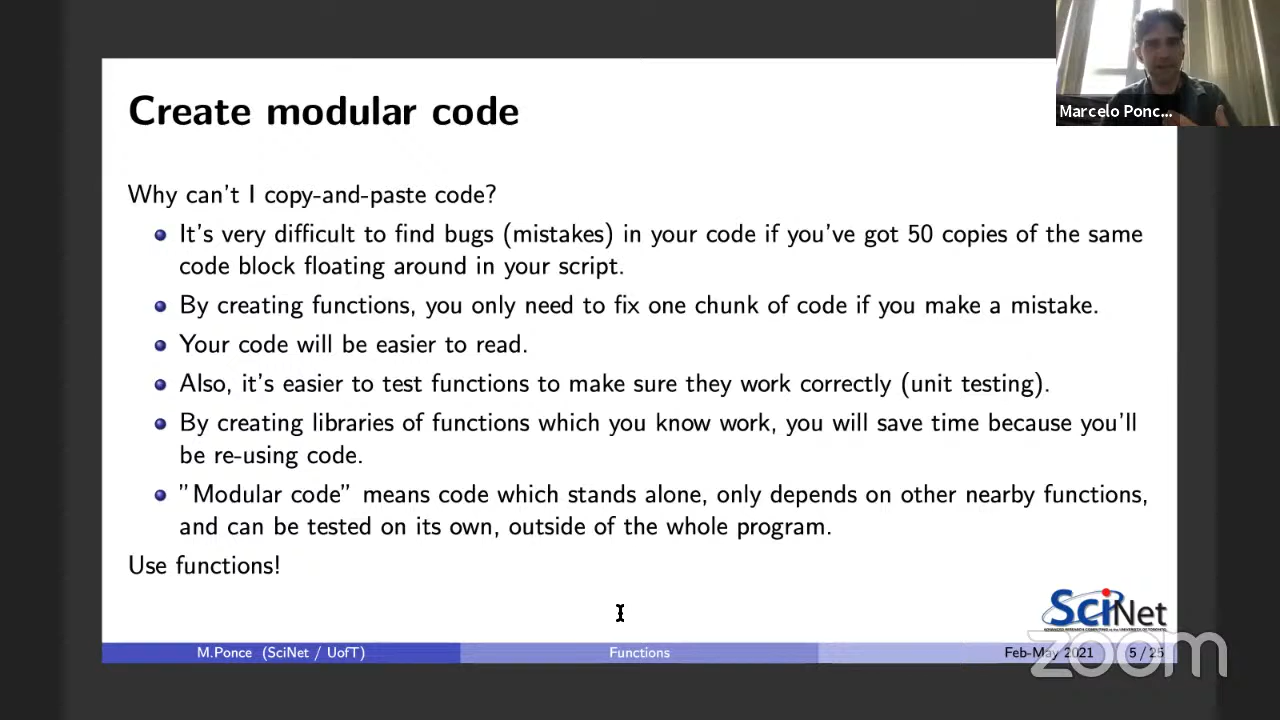 Create modular code
Marcelo Ponc...
Why can't I copy-and-paste code?
It's very difficult to find bugs (mistakes) in your code if you've got 50 copies of the same
code block floating around in your script.
By creating functions, you only need to fix one chunk of code if you make a mistake.
Your code will be easier to read.
Also, it's easier to test functions to make sure they work correctly (unit testing).
By creating libraries of functions which you know work, you will save time because you'll
be re-using code.
"Modular code" means code which stands alone, only depends on other nearby functions,
and can be tested on its own, outside of the whole program.
Use functions!
SciNet
M.Ponce (SciNet / UofT)
Functions
Feb-May 2021
5 / 25
zoom